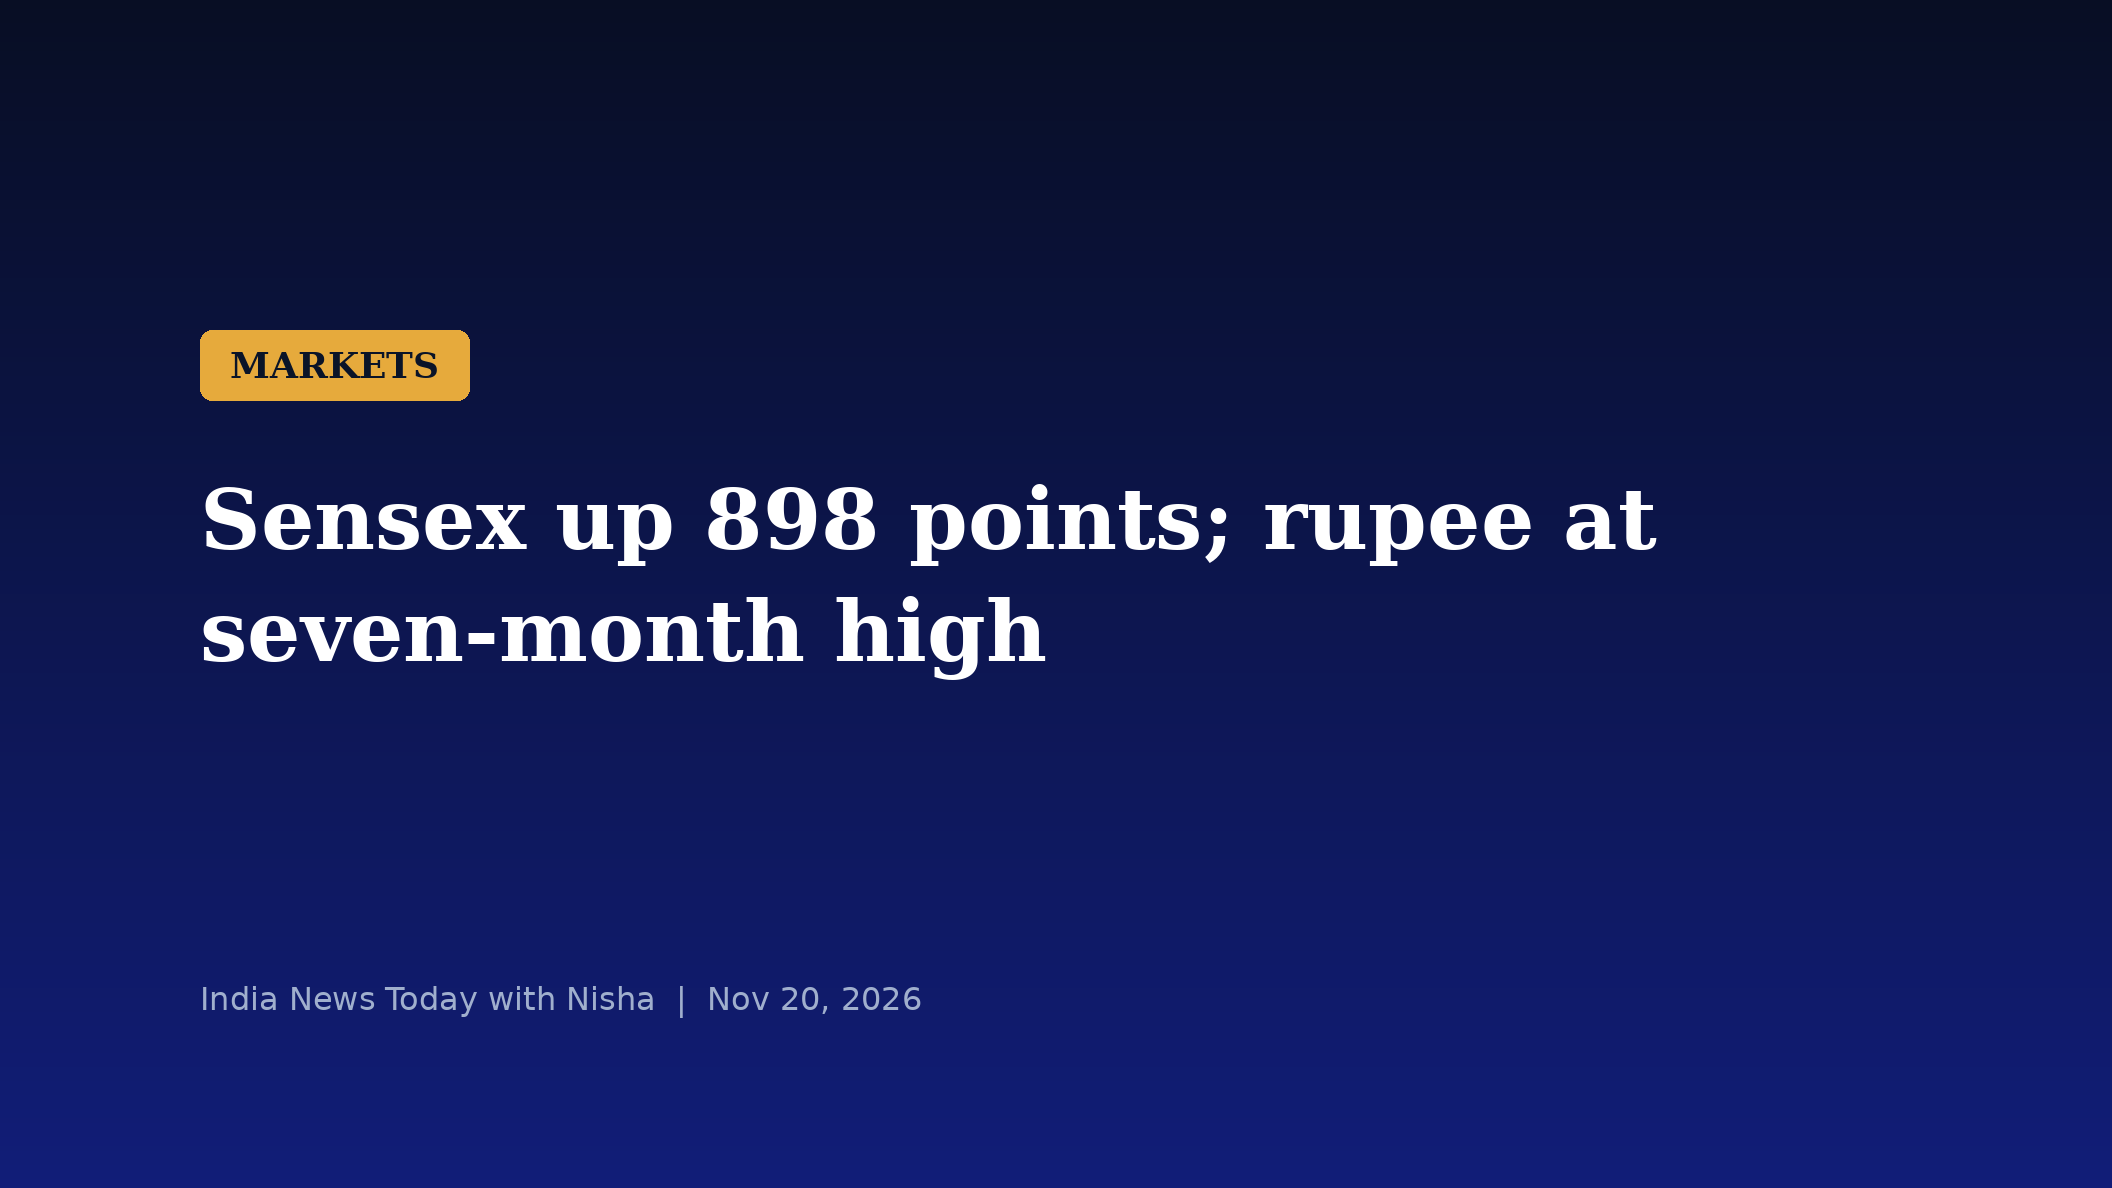 MARKETS
Sensex up 898 points; rupee at
seven-month high
India News Today with Nisha | Nov 20, 2026